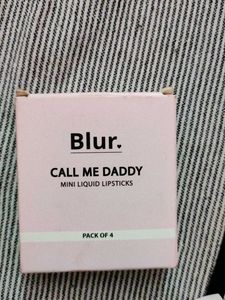 Blur.
CALL ME DADDY
MINI LIQUID LIPSTICKS
PACK OF 4